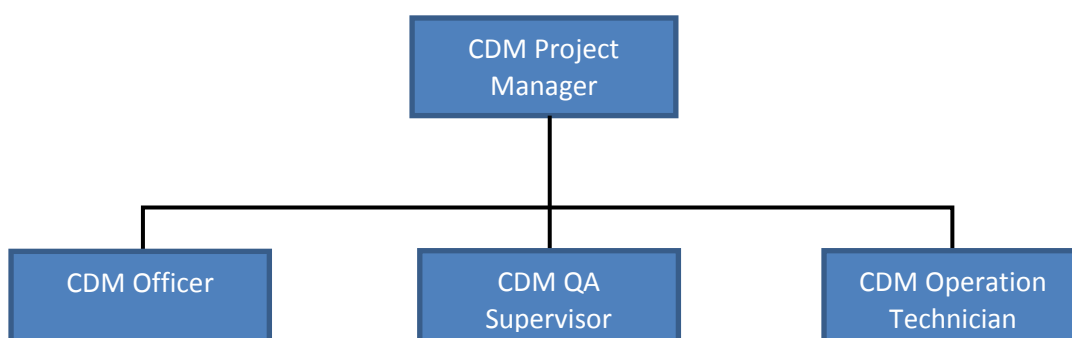 CDM Project
Manager
CDM Officer
CDM QA
Supervisor
CDM Operation
Technician